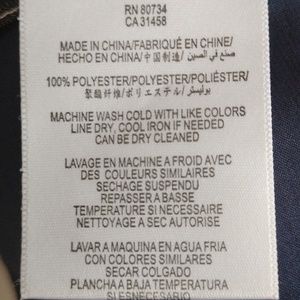 RN 80734
CA 31458
MADE IN CHINA/FABRIQUÉ EN CHINE/
HECHO EN CHINA/中国製/صنع في الصين
100% POLYESTER/POLYESTER/POLIÉSTER/
聚酯纤维/ポリエステル/بوليستر
MACHINE WASH COLD WITH LIKE COLORS
LINE DRY, COOL IRON IF NEEDED
CAN BE DRY CLEANED
LAVAGE EN MACHINE A FROID AVEC
DES COULEURS SIMILAIRES
SECHAGE SUSPENDU
REPASSER A BASSE
TEMPERATURE SI NECESSAIRE
NETTOYAGE A SEC AUTORISE
LAVAR A MAQUINA EN AGUA FRIA
CON COLORES SIMILARES
SECAR COLGADO
PLANCHA A BAJA TEMPERATURA
SI ES NECESARIO